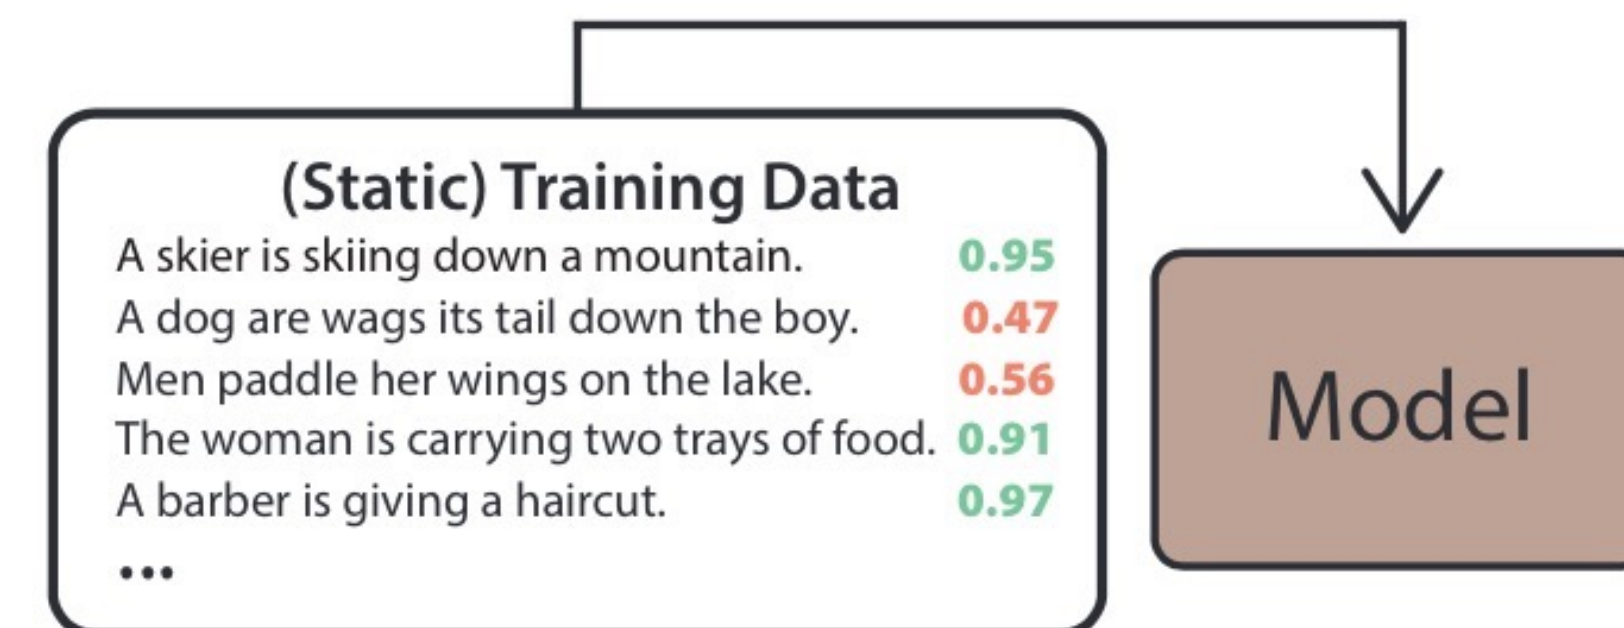 (Static) Training Data
A skier is skiing down a mountain. 0.95
A dog are wags its tail down the boy. 0.47
Men paddle her wings on the lake. 0.56
The woman is carrying two trays of food. 0.91
A barber is giving a haircut. 0.97
...
Model